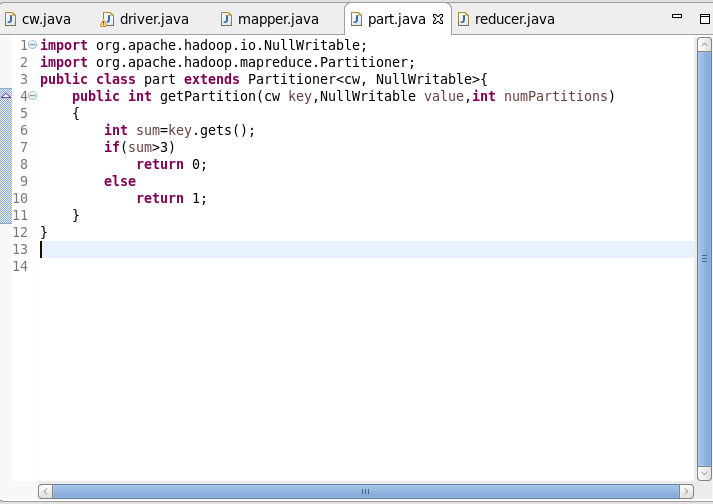 cw.java driver.java mapper.java part.java reducer.java
1 import org.apache.hadoop.io.NullWritable;
2 import org.apache.hadoop.mapreduce.Partitioner;
3 public class part extends Partitioner<cw, NullWritable>{
4 public int getPartition(cw key,NullWritable value,int numPartitions)
5 {
6 int sum=key.gets();
7 if(sum>3)
8 return 0;
9 else
10 return 1;
11 }
12 }
13
14